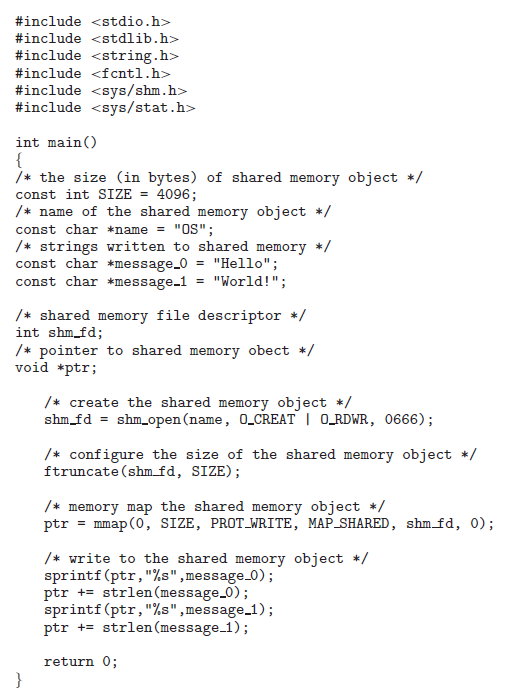 #include <stdio.h>
#include <stdlib.h>
#include <string.h>
#include <fcntl.h>
#include <sys/shm.h>
#include <sys/stat.h>
int main()
{
/* the size (in bytes) of shared memory object */
const int SIZE = 4096;
/* name of the shared memory object */
const char *name = "OS";
/* strings written to shared memory */
const char *message_0 = "Hello";
const char *message_1 = "World!";
/* shared memory file descriptor */
int shm_fd;
/* pointer to shared memory obect */
void *ptr;
/* create the shared memory object */
shm_fd = shm_open(name, O_CREAT | O_RDWR, 0666);
/* configure the size of the shared memory object */
ftruncate(shm_fd, SIZE);
/* memory map the shared memory object */
ptr = mmap(0, SIZE, PROT_WRITE, MAP_SHARED, shm_fd, 0);
/* write to the shared memory object */
sprintf(ptr,"%s",message_0);
ptr += strlen(message_0);
sprintf(ptr,"%s",message_1);
ptr += strlen(message_1);
return 0;
}